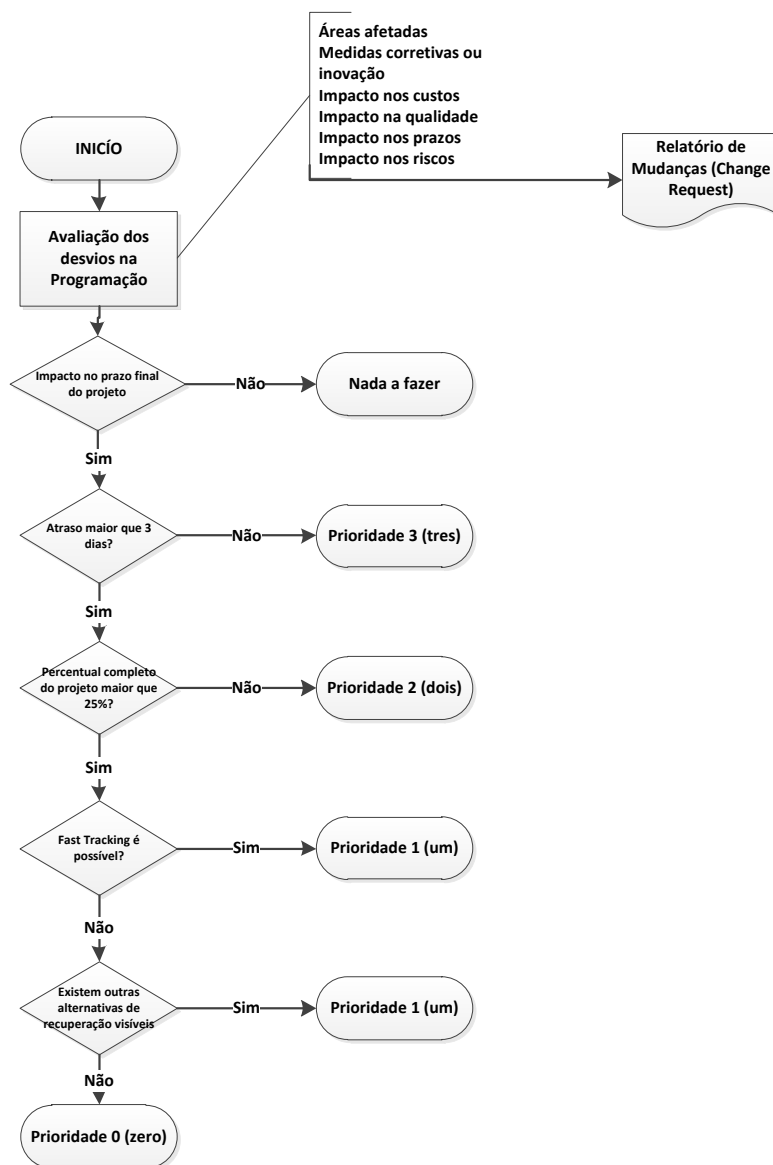 Áreas afetadas
Medidas corretivas ou
inovação
Impacto nos custos
Impacto na qualidade
Impacto nos prazos
Impacto nos riscos
INICÍO
Relatório de
Mudanças (Change
Request)
Avaliação dos
desvios na
Programação
Impacto no prazo final
do projeto
Não
Nada a fazer
Sim
Atraso maior que 3
dias?
Não
Prioridade 3 (tres)
Sim
Percentual completo
do projeto maior que
25%?
Não
Prioridade 2 (dois)
Sim
Fast Tracking é
possível?
Sim
Prioridade 1 (um)
Não
Existem outras
alternativas de
recuperação visíveis
Sim
Prioridade 1 (um)
Não
Prioridade 0 (zero)